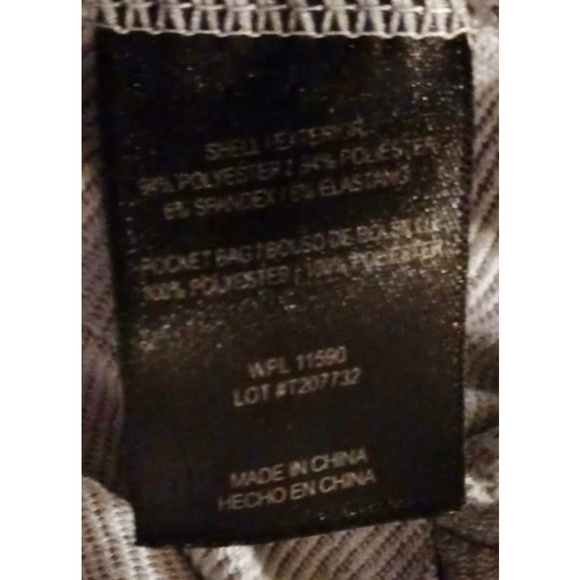 SHELL / EXTERIOR
94% POLYESTER / 94% POLIESTER
6% SPANDEX / 6% ELASTANO
POCKET BAG / BOLSO DE BOLSILLO
100% POLYESTER / 100% POLIESTER
WPL 11590
LOT #T207732
MADE IN CHINA
HECHO EN CHINA